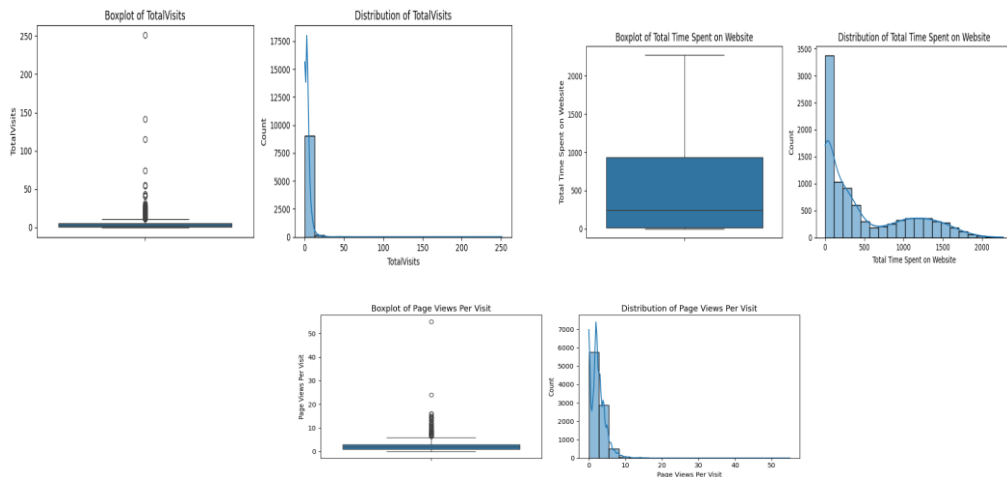 Boxplot of TotalVisits
TotalVisits
250
200
150
100
50
0
Distribution of TotalVisits
Count
17500
15000
12500
10000
7500
5000
2500
0
0 50 100 150 200 250
TotalVisits
Boxplot of Total Time Spent on Website
Total Time Spent on Website
2000
1500
1000
500
0
Distribution of Total Time Spent on Website
Count
3500
3000
2500
2000
1500
1000
500
0
0 500 1000 1500 2000
Total Time Spent on Website
Boxplot of Page Views Per Visit
Page Views Per Visit
50
40
30
20
10
0
Distribution of Page Views Per Visit
Count
7000
6000
5000
4000
3000
2000
1000
0
0 10 20 30 40 50
Page Views Per Visit